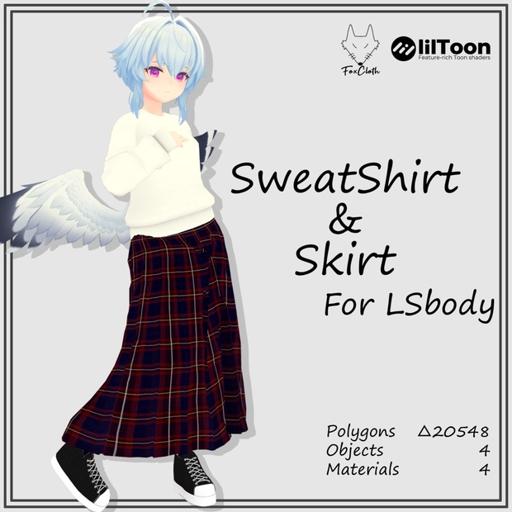 FoxCloth
lilToon
Feature-rich Toon shaders
SweatShirt
&
Skirt
For LSbody
Polygons △20548
Objects 4
Materials 4